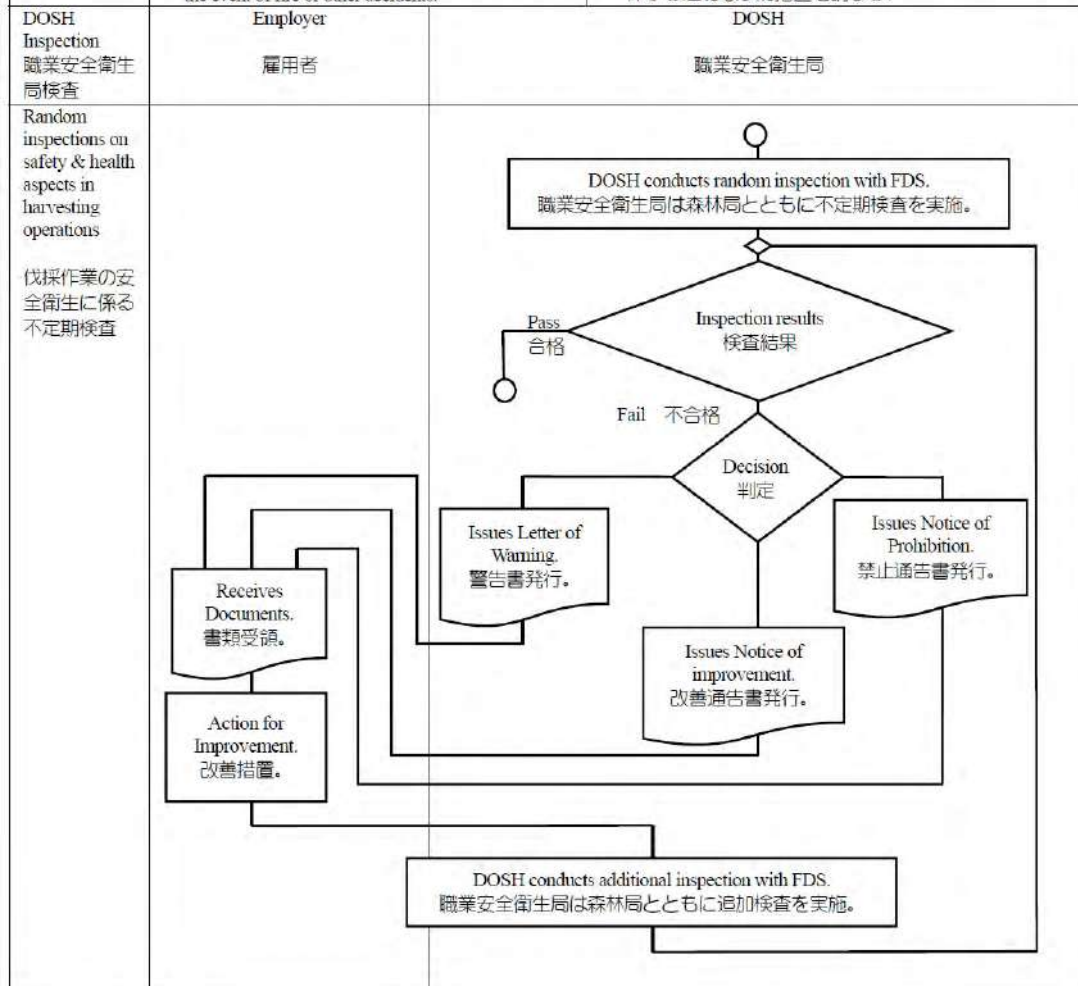 DOSH
Inspection
職業安全衛生
局検査
Employer
雇用者
DOSH
職業安全衛生局
Random
inspections on
safety & health
aspects in
harvesting
operations
伐採作業の安
全衛生に係る
不定期検査
DOSH conducts random inspection with FDS.
職業安全衛生局は森林局とともに不定期検査を実施。
Inspection results
検査結果
Pass
合格
Fail 不合格
Decision
判定
Issues Letter of
Warning.
警告書発行。
Issues Notice of
Prohibition.
禁止通告書発行。
Receives
Documents.
書類受領。
Issues Notice of
improvement.
改善通告書発行。
Action for
Improvement.
改善措置。
DOSH conducts additional inspection with FDS.
職業安全衛生局は森林局とともに追加検査を実施。